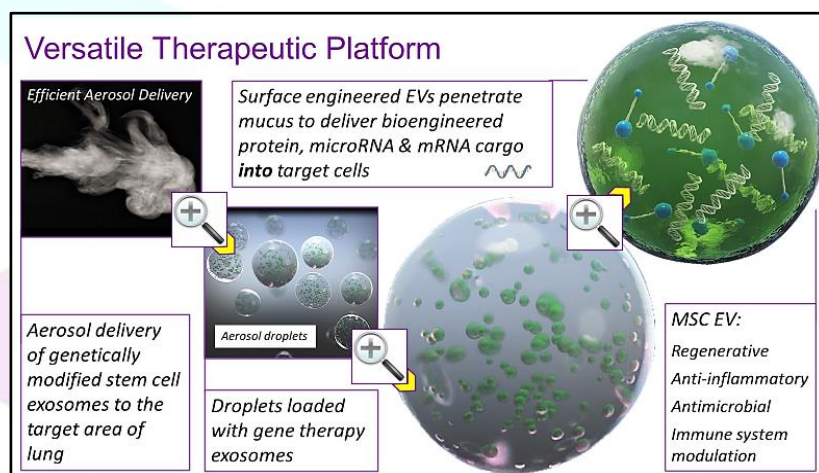 Versatile Therapeutic Platform
Efficient Aerosol Delivery
Surface engineered EVs penetrate
mucus to deliver bioengineered
protein, microRNA & mRNA cargo
into target cells
Aerosol droplets
Aerosol delivery
of genetically
modified stem cell
exosomes to the
target area of
lung
Droplets loaded
with gene therapy
exosomes
MSC EV:
Regenerative
Anti-inflammatory
Antimicrobial
Immune system
modulation